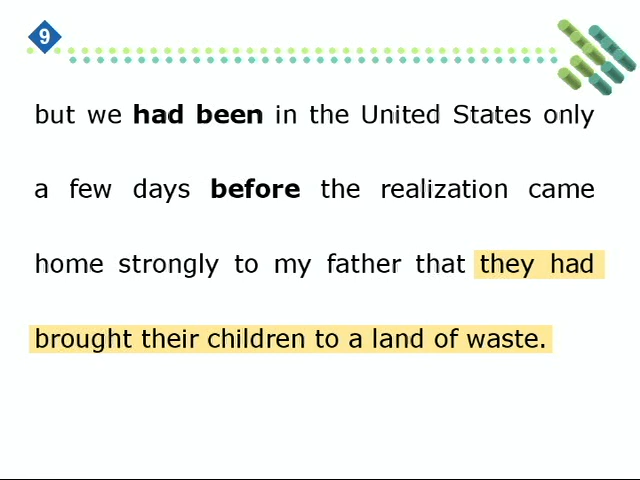 9
but we had been in the United States only
a few days before the realization came
home strongly to my father that they had
brought their children to a land of waste.